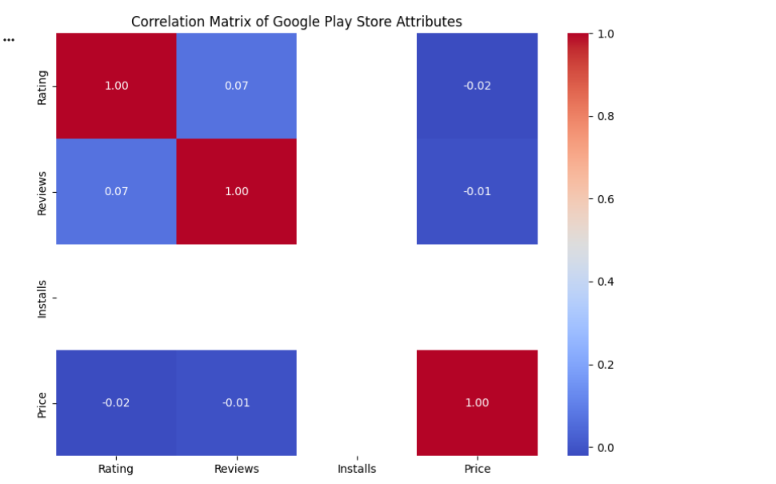 Correlation Matrix of Google Play Store Attributes
...
1.0
Rating
1.00
0.07
-0.02
0.8
Reviews
0.07
1.00
-0.01
0.6
Installs
0.4
0.2
Price
-0.02
-0.01
1.00
0.0
Rating
Reviews
Installs
Price